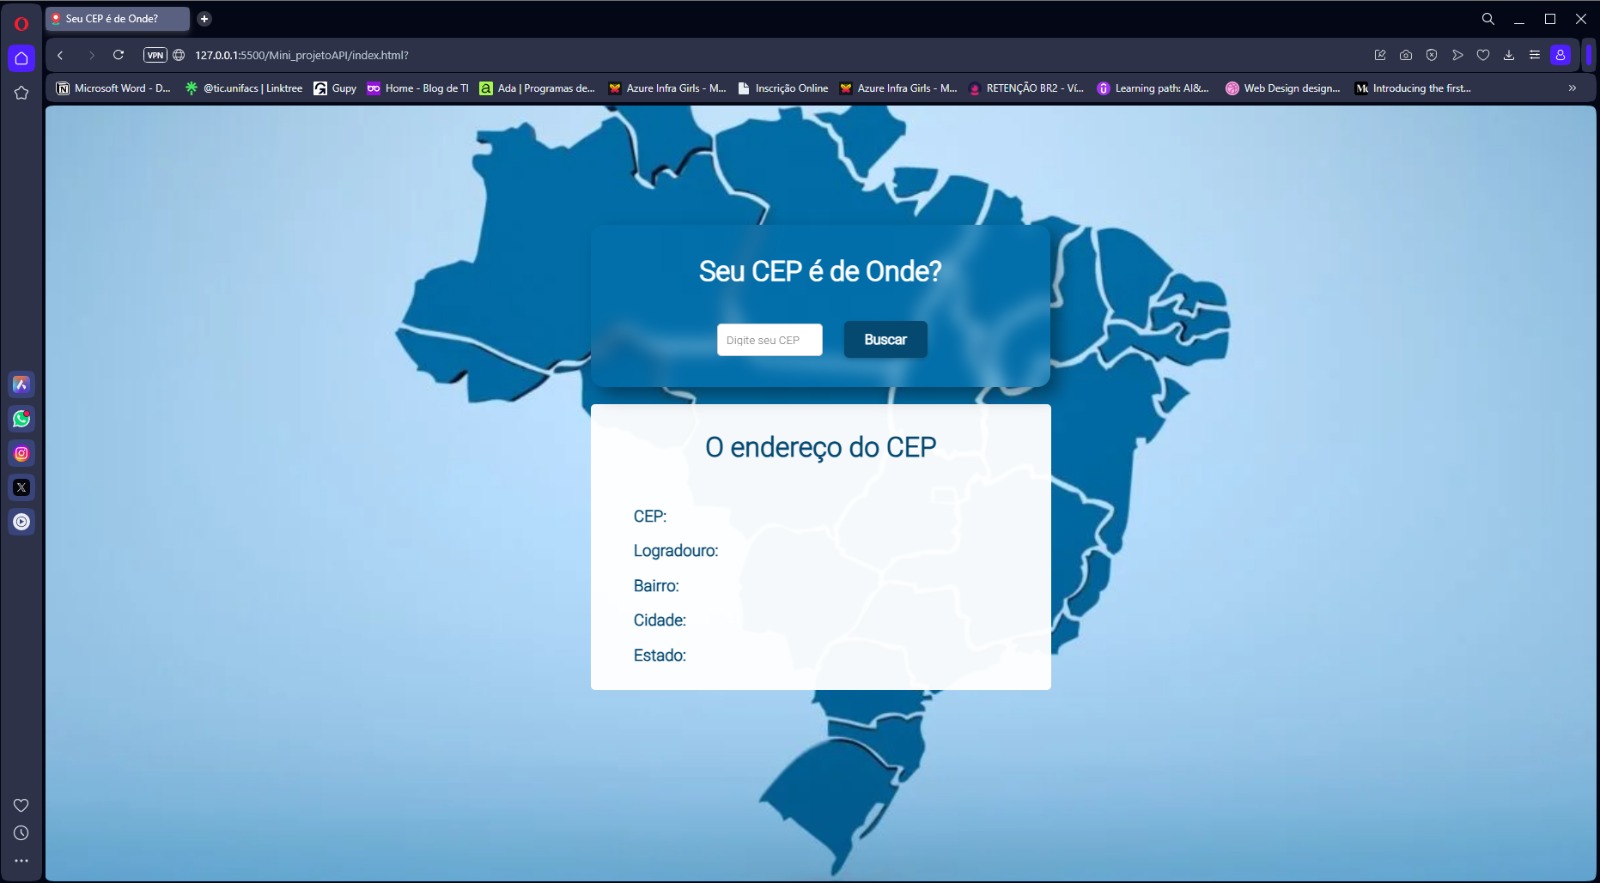 Seu CEP é de Onde?
VPN
127.0.0.1:5500/Mini_projetoAPI/index.html?
Microsoft Word - D...
@tic.unifacs | Linktree
Gupy
Home - Blog de TI
Ada | Programas de...
Azure Infra Girls - M...
Inscrição Online
Azure Infra Girls - M...
RETENÇÃO BR2 - Ví...
Learning path: AI&...
Web Design design...
Introducing the first...
Seu CEP é de Onde?
Digite seu CEP
Buscar
O endereço do CEP
CEP:
Logradouro:
Bairro:
Cidade:
Estado: